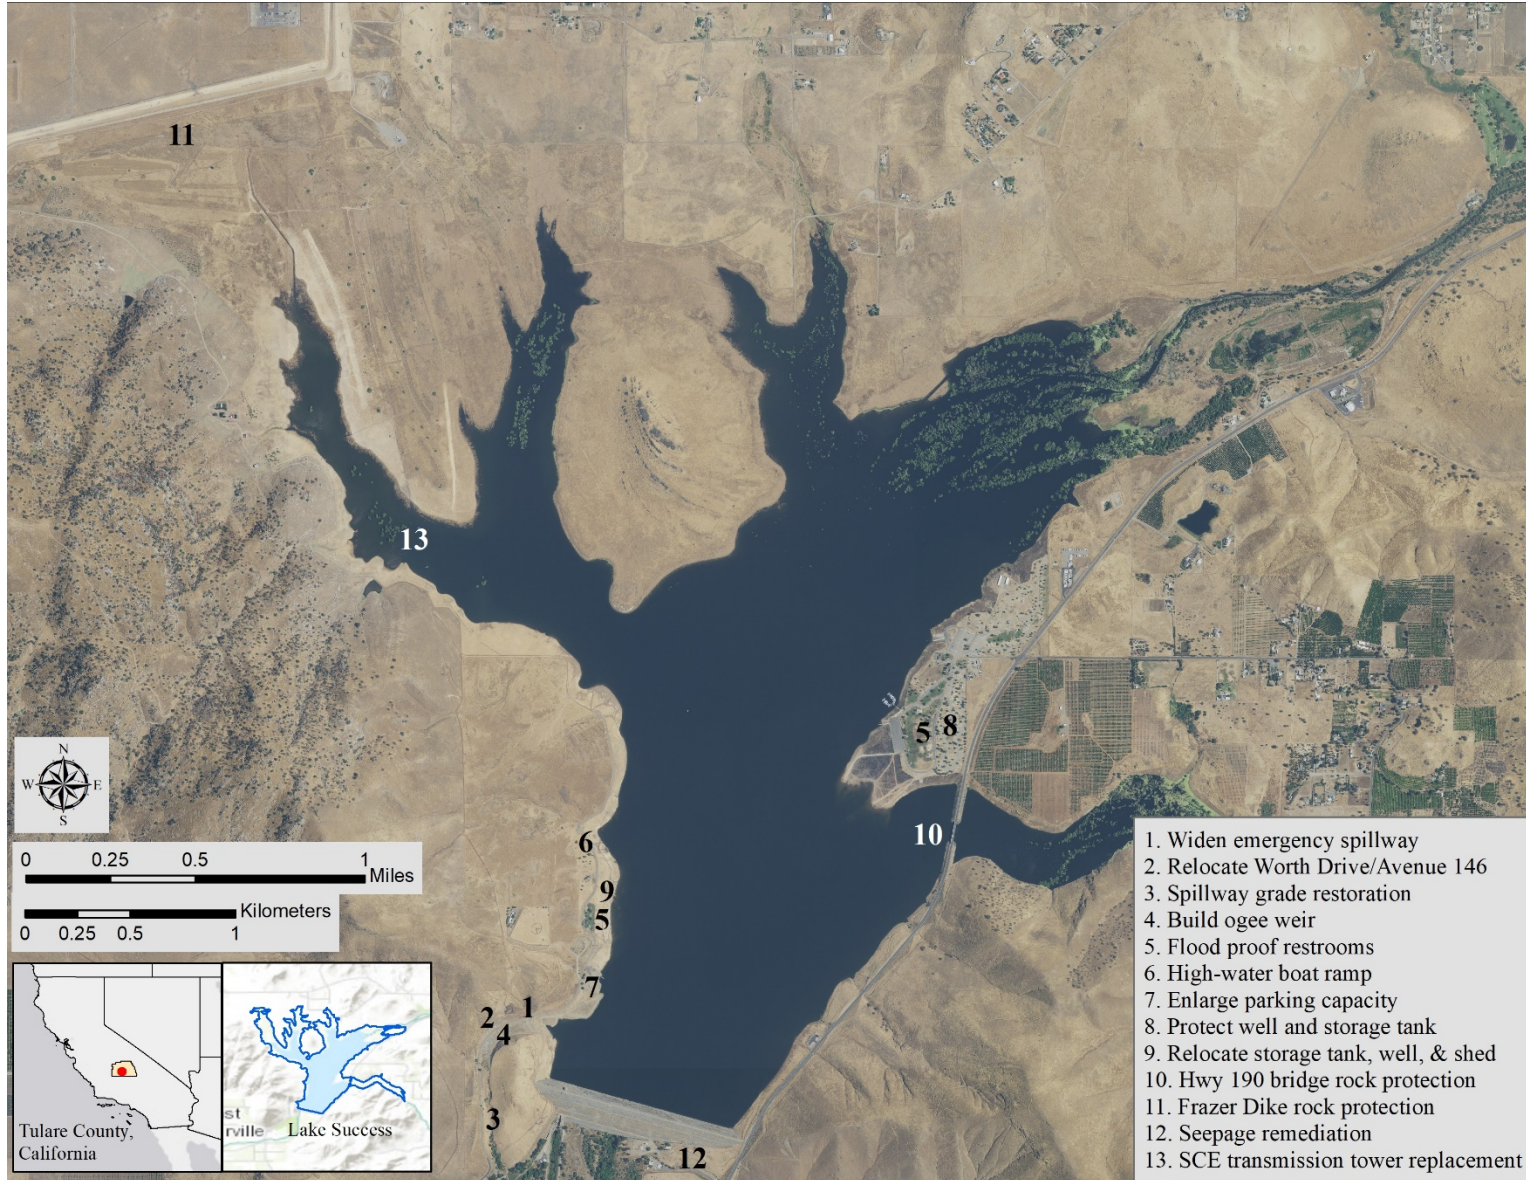 11
13
5
8
10
6
9
5
7
1
2
4
3
12
N
W
E
S
0
0.25
0.5
1
Miles
Kilometers
0
0.25
0.5
1
Tulare County,
California
st
rville
Lake Success
1. Widen emergency spillway
2. Relocate Worth Drive/Avenue 146
3. Spillway grade restoration
4. Build ogee weir
5. Flood proof restrooms
6. High-water boat ramp
7. Enlarge parking capacity
8. Protect well and storage tank
9. Relocate storage tank, well, & shed
10. Hwy 190 bridge rock protection
11. Frazer Dike rock protection
12. Seepage remediation
13. SCE transmission tower replacement